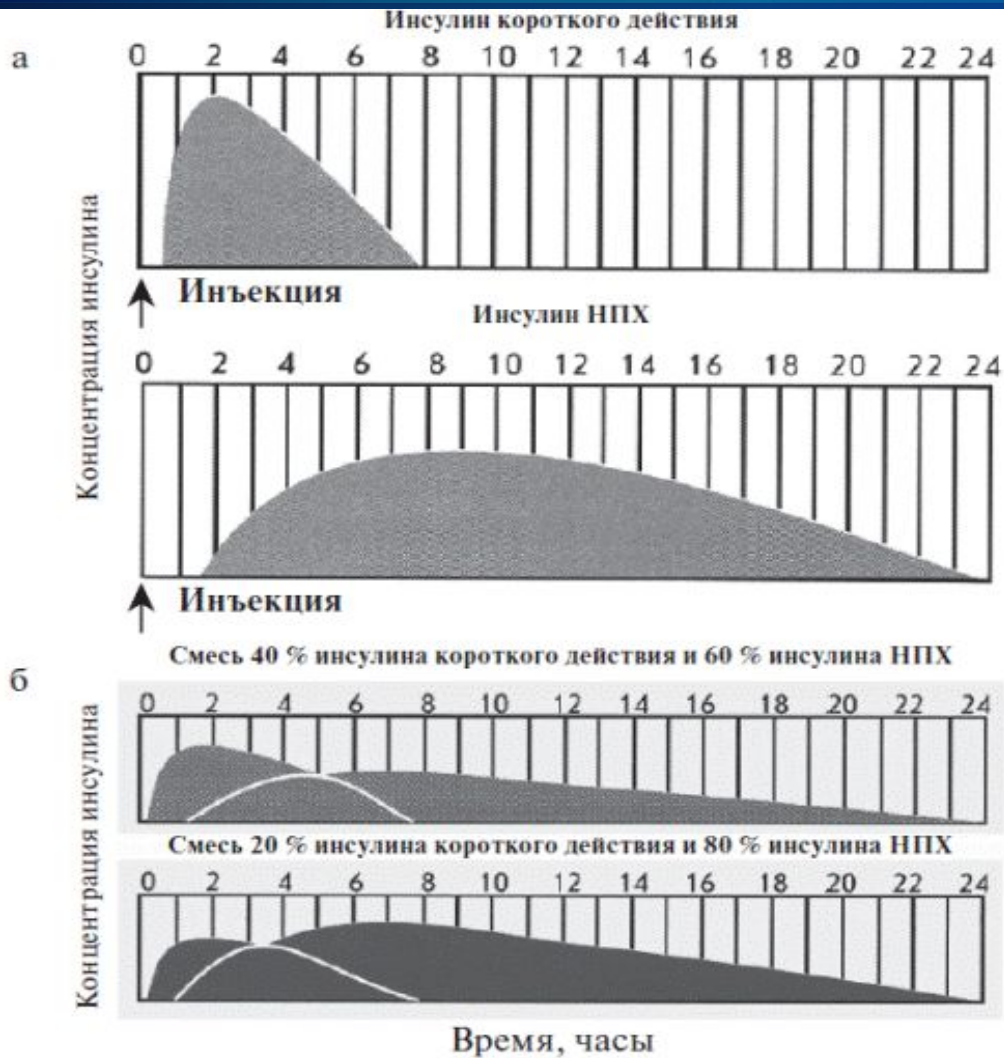 Инсулин короткого действия
а
0 2 4 6 8 10 12 14 16 18 20 22 24
Концентрация инсулина
Инъекция
Инсулин НПХ
0 2 4 6 8 10 12 14 16 18 20 22 24
Инъекция
б
Смесь 40 % инсулина короткого действия и 60 % инсулина НПХ
0 2 4 6 8 10 12 14 16 18 20 22 24
Концентрация инсулина
Смесь 20 % инсулина короткого действия и 80 % инсулина НПХ
0 2 4 6 8 10 12 14 16 18 20 22 24
Время, часы